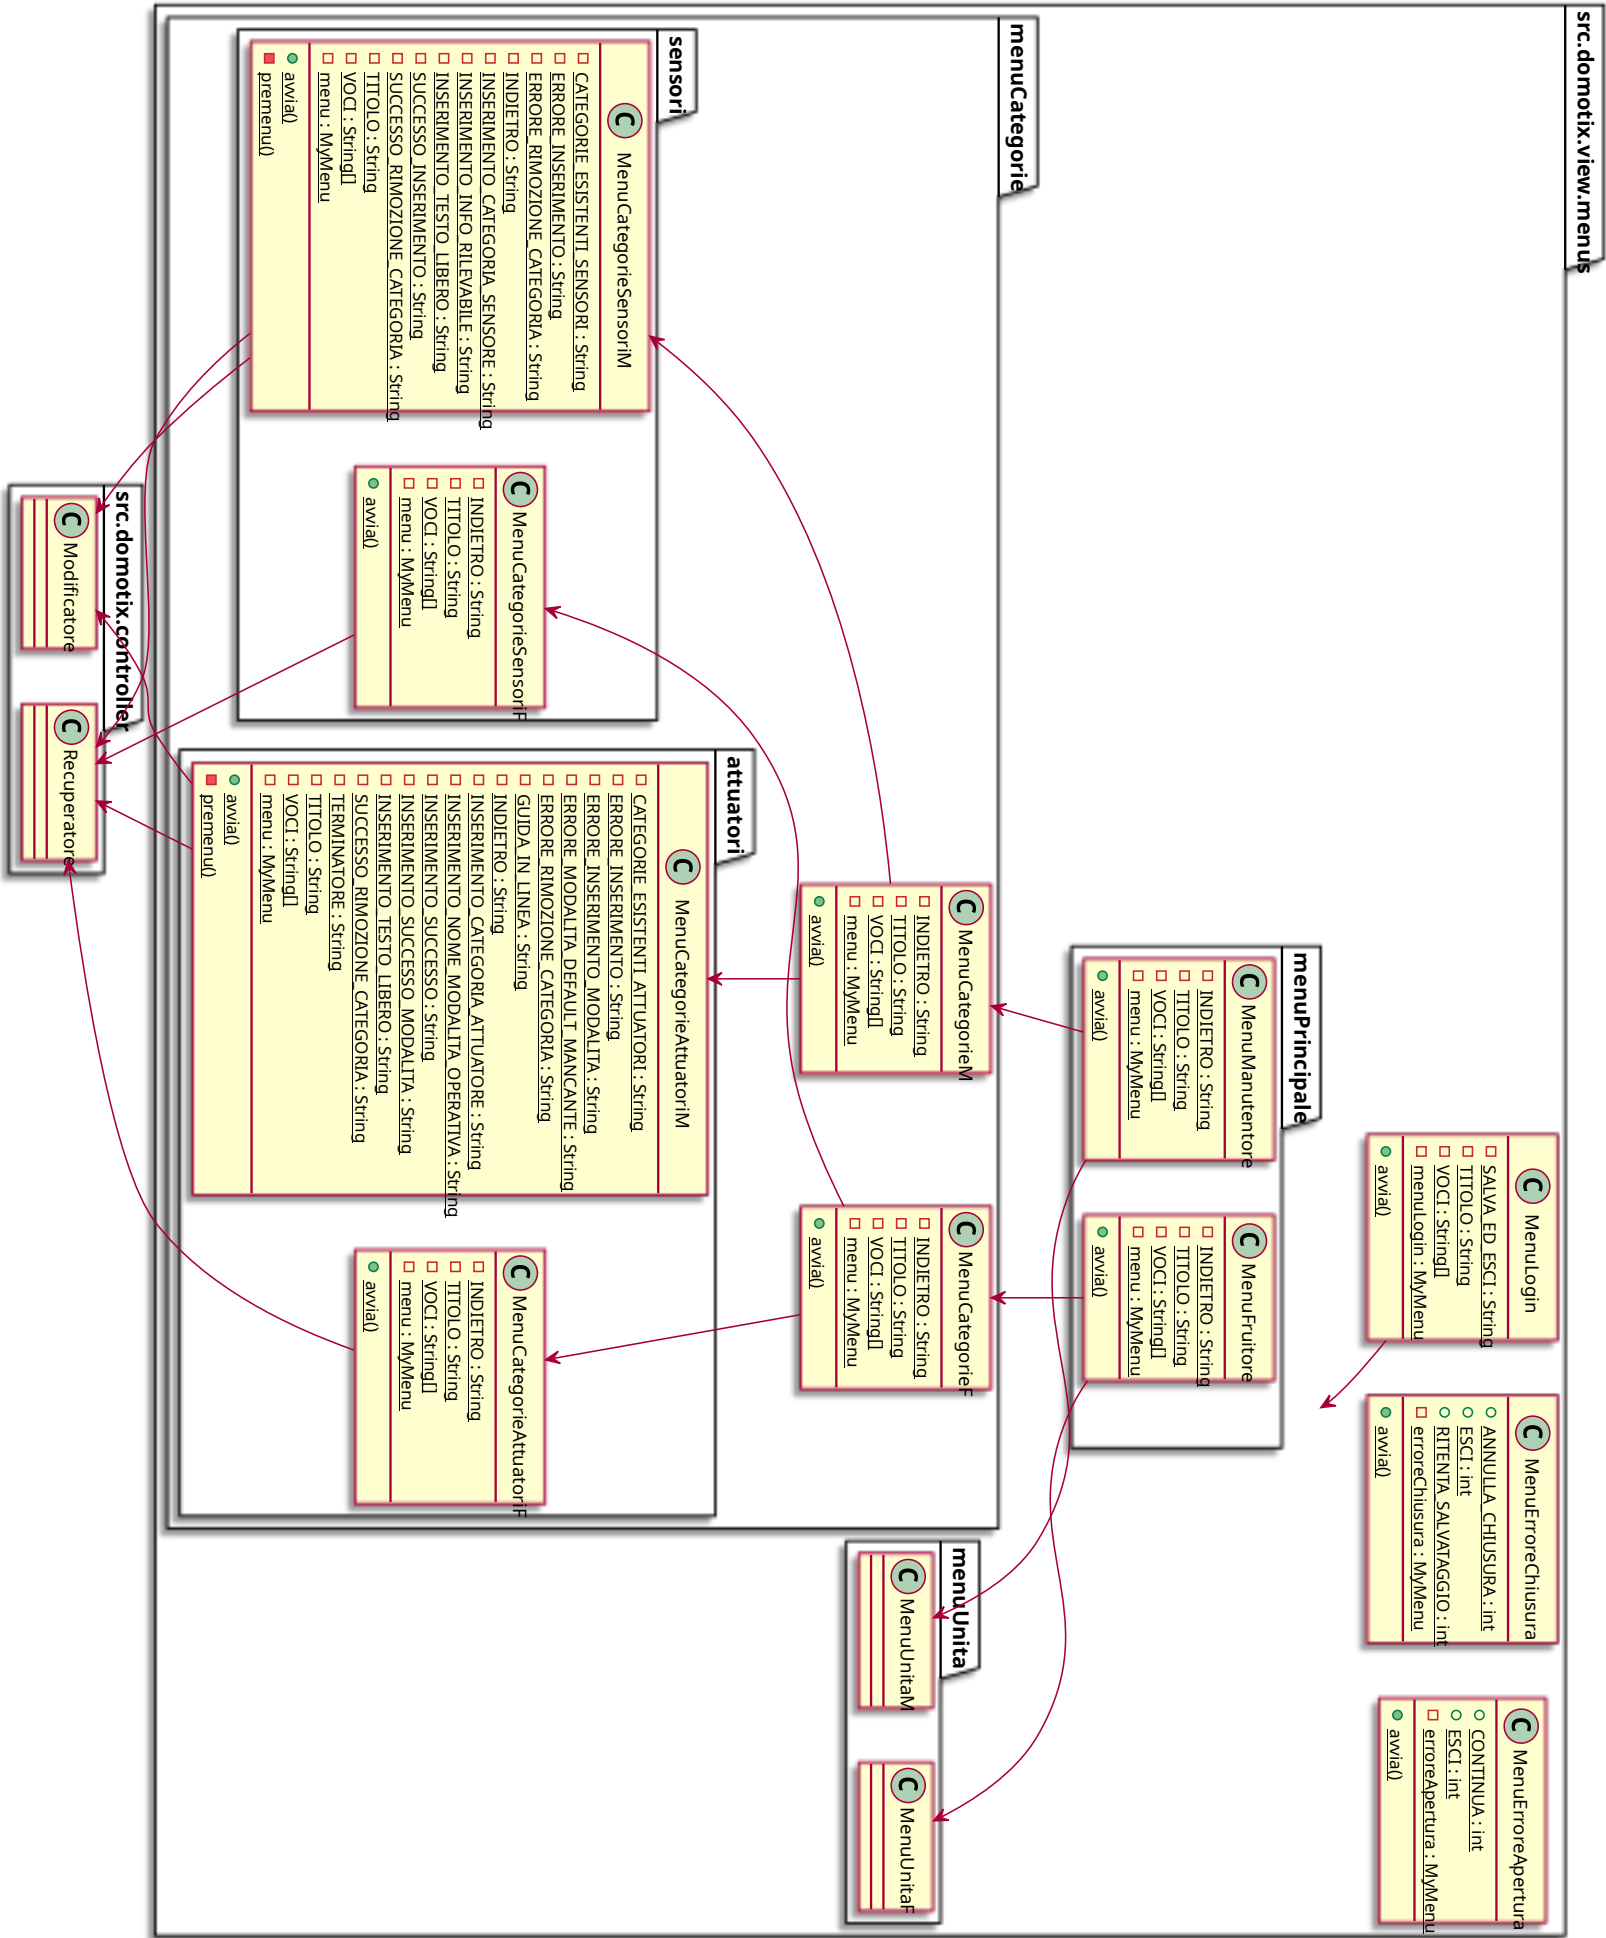 src.domotix.view.menus
MenuLogin
SALVA_ED_ESCI : String
TITOLO : String
VOCI : String[]
menuLogin : MyMenu
avvia()
MenuErroreChiusura
ANNULLA_CHIUSURA : int
ESCI : int
RITENTA_SALVATAGGIO : int
erroreChiusura : MyMenu
avvia()
MenuErroreApertura
CONTINUA : int
ESCI : int
erroreApertura : MyMenu
avvia()
menuPrincipale
MenuManutentore
INDIETRO : String
TITOLO : String
VOCI : String[]
menu : MyMenu
avvia()
MenuFruitore
INDIETRO : String
TITOLO : String
VOCI : String[]
menu : MyMenu
avvia()
menuCategorie
MenuCategorieM
INDIETRO : String
TITOLO : String
VOCI : String[]
menu : MyMenu
avvia()
MenuCategorieF
INDIETRO : String
TITOLO : String
VOCI : String[]
menu : MyMenu
avvia()
menuUnita
MenuUnitaM
MenuUnitaF
sensori
MenuCategorieSensoriM
CATEGORIE_ESISTENTI_SENSORI : String
ERRORE_INSERIMENTO : String
ERRORE_RIMOZIONE_CATEGORIA : String
INDIETRO : String
INSERIMENTO_CATEGORIA_SENSORE : String
INSERIMENTO_INFO_RILEVABILE : String
INSERIMENTO_TESTO_LIBERO : String
SUCCESSO_INSERIMENTO : String
SUCCESSO_RIMOZIONE_CATEGORIA : String
TITOLO : String
VOCI : String[]
menu : MyMenu
avvia()
premenu()
MenuCategorieSensoriF
INDIETRO : String
TITOLO : String
VOCI : String[]
menu : MyMenu
avvia()
attuatori
MenuCategorieAttuatoriM
CATEGORIE_ESISTENTI_ATTUATORI : String
ERRORE_INSERIMENTO : String
ERRORE_INSERIMENTO_MODALITA : String
ERRORE_MODALITA_DEFAULT_MANCANTE : String
ERRORE_RIMOZIONE_CATEGORIA : String
GUIDA_IN_LINEA : String
INDIETRO : String
INSERIMENTO_CATEGORIA_ATTUATORE : String
INSERIMENTO_NOME_MODALITA_OPERATIVA : String
INSERIMENTO_SUCCESSO : String
INSERIMENTO_SUCCESSO_MODALITA : String
INSERIMENTO_TESTO_LIBERO : String
SUCCESSO_RIMOZIONE_CATEGORIA : String
TERMINATORE : String
TITOLO : String
VOCI : String[]
menu : MyMenu
avvia()
premenu()
MenuCategorieAttuatoriF
INDIETRO : String
TITOLO : String
VOCI : String[]
menu : MyMenu
avvia()
src.domotix.controller
Modificatore
Recuperatore